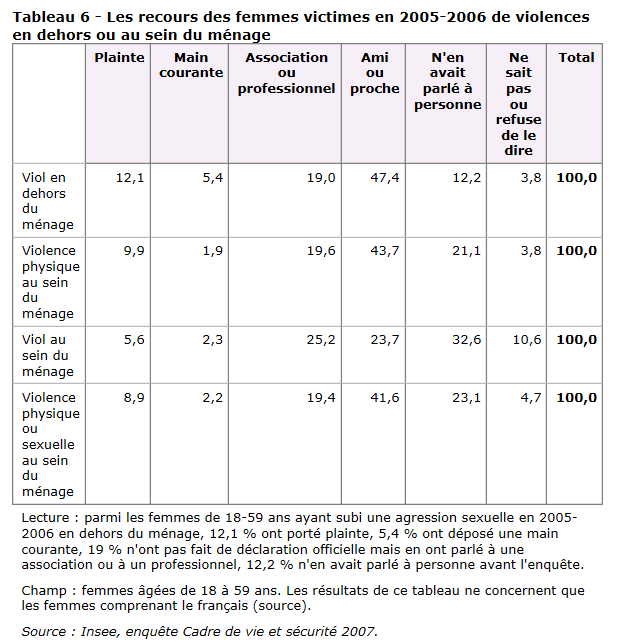 Tableau 6 - Les recours des femmes victimes en 2005-2006 de violences
en dehors ou au sein du ménage
Plainte
Main
courante
Association
ou
professionnel
Ami
ou
proche
N'en
avait
parlé à
personne
Ne
sait
pas
ou
refuse
de le
dire
Total
Viol en
dehors
du
ménage
12,1
5,4
19,0
47,4
12,2
3,8
100,0
Violence
physique
au sein
du
ménage
9,9
1,9
19,6
43,7
21,1
3,8
100,0
Viol au
sein du
ménage
5,6
2,3
25,2
23,7
32,6
10,6
100,0
Violence
physique
ou
sexuelle
au sein
du
ménage
8,9
2,2
19,4
41,6
23,1
4,7
100,0
Lecture : parmi les femmes de 18-59 ans ayant subi une agression sexuelle en 2005-
2006 en dehors du ménage, 12,1 % ont porté plainte, 5,4 % ont déposé une main
courante, 19 % n'ont pas fait de déclaration officielle mais en ont parlé à une
association ou à un professionnel, 12,2 % n'en avait parlé à personne avant l'enquête.
Champ : femmes âgées de 18 à 59 ans. Les résultats de ce tableau ne concernent que
les femmes comprenant le français (source).
Source : Insee, enquête Cadre de vie et sécurité 2007.